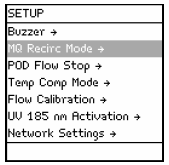 SETUP
Buzzer →
MQ Recirc Mode →
POD Flow Stop →
Temp Comp Mode →
Flow Calibration →
UV 185 nm Activation →
Network Settings →